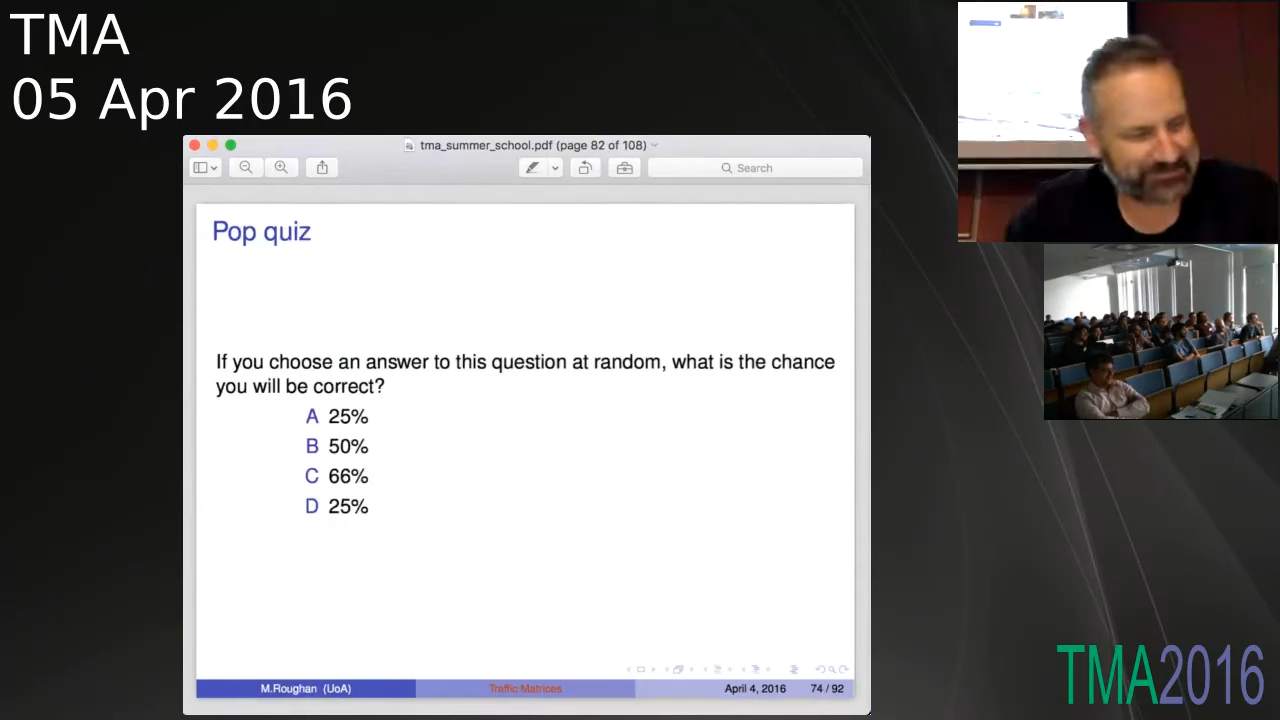 TMA
05 Apr 2016
tma_summer_school.pdf (page 82 of 108)
Search
Pop quiz
If you choose an answer to this question at random, what is the chance
you will be correct?
A 25%
B 50%
C 66%
D 25%
M.Roughan (UoA)
Traffic Matrices
April 4, 2016
74 / 92
TMA2016